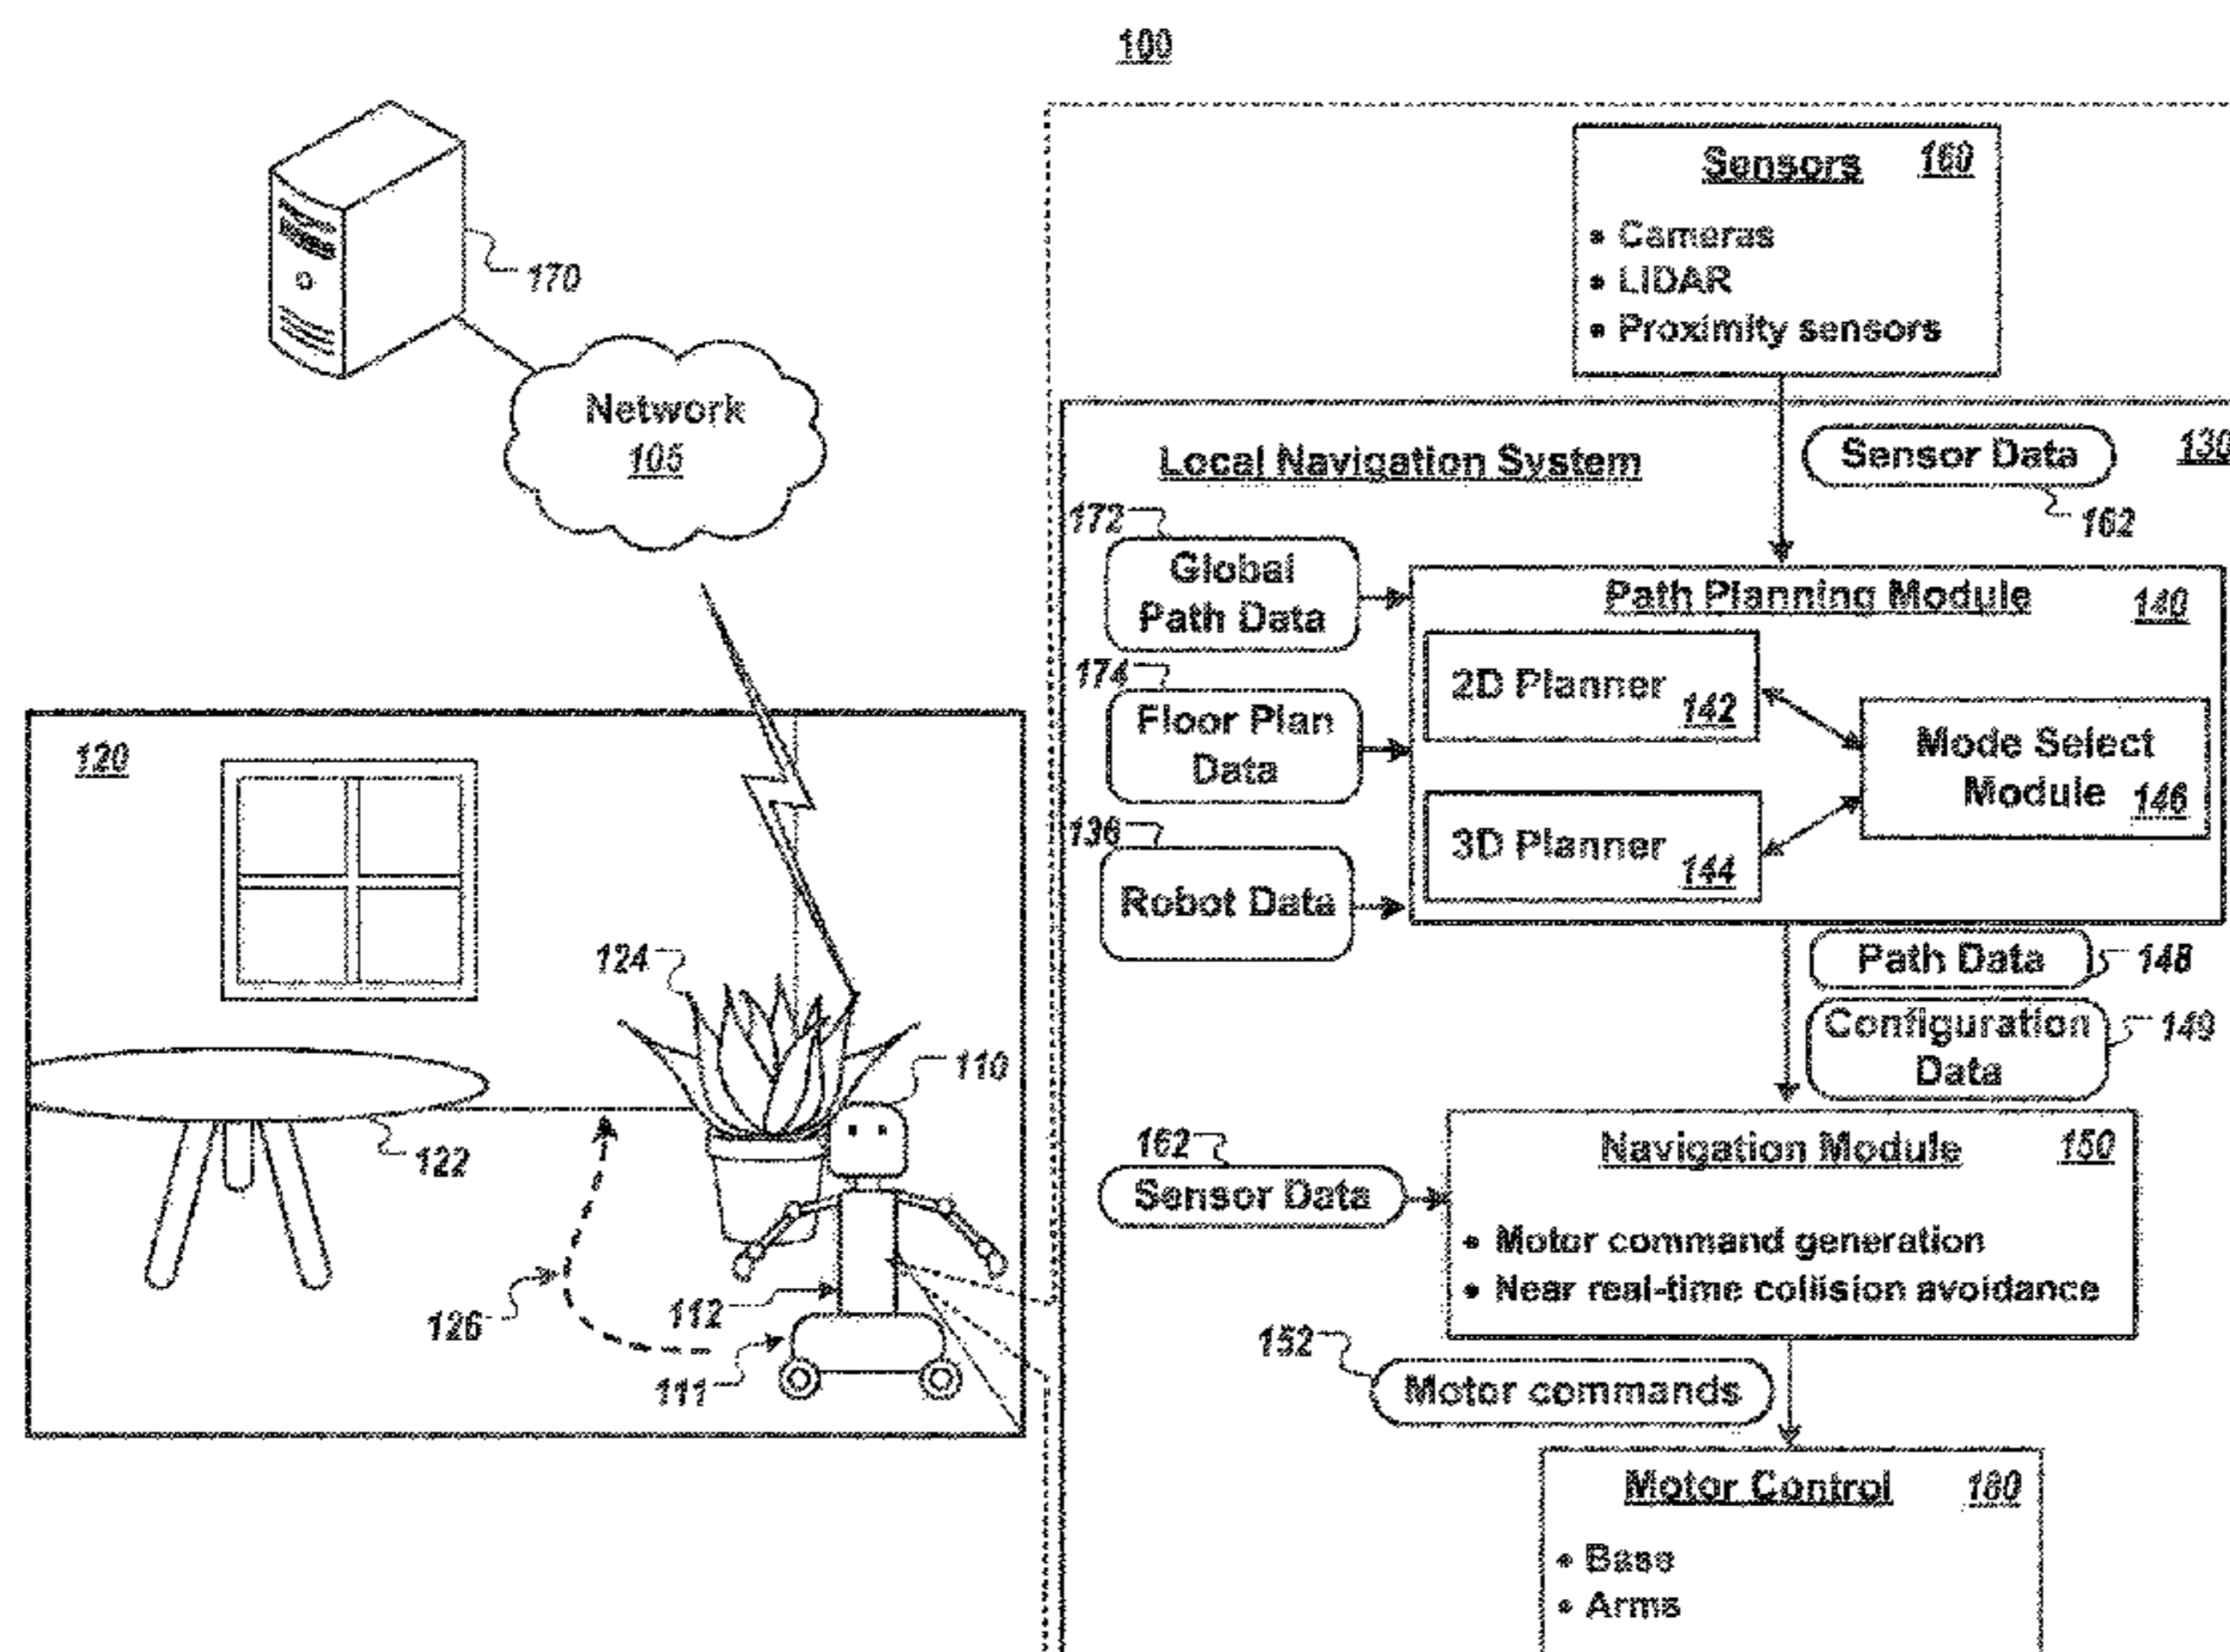 100
170
Network
105
120
124
110
122
126
112
111
Sensors 160
• Cameras
• LIDAR
• Proximity sensors
Local Navigation System
130
Sensor Data
162
172
Global
Path Data
174
Floor Plan
Data
136
Robot Data
Path Planning Module 140
2D Planner
142
3D Planner
144
Mode Select
Module 146
Path Data 148
Configuration
Data
149
162
Sensor Data
Navigation Module 150
• Motor command generation
• Near real-time collision avoidance
152
Motor commands
Motor Control 180
• Base
• Arms